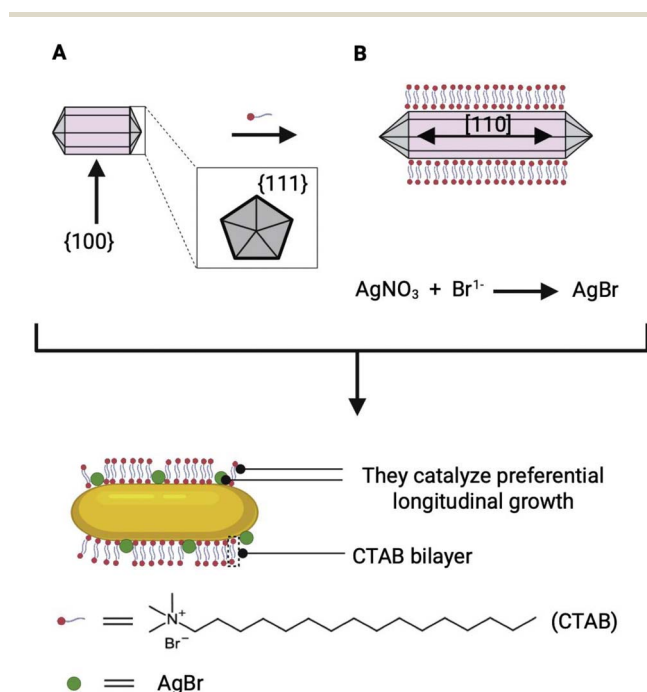 A
B
[110]
{111}
{100}
AgNO₃ + Br¹⁻ ⟶ AgBr
They catalyze preferential
longitudinal growth
CTAB bilayer
N⁺
Br⁻
(CTAB)
AgBr